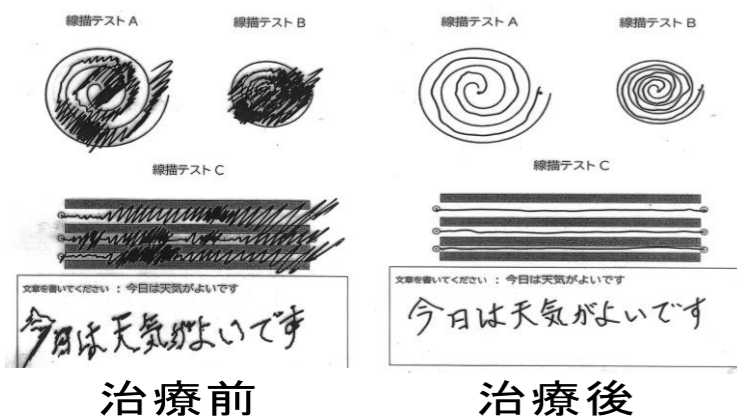 線描テスト A
線描テスト B
線描テスト C
文章を書いてください : 今日は天気がよいです
今日は天気がよいです
治療前
線描テスト A
線描テスト B
線描テスト C
文章を書いてください : 今日は天気がよいです
今日は天気がよいです
治療後